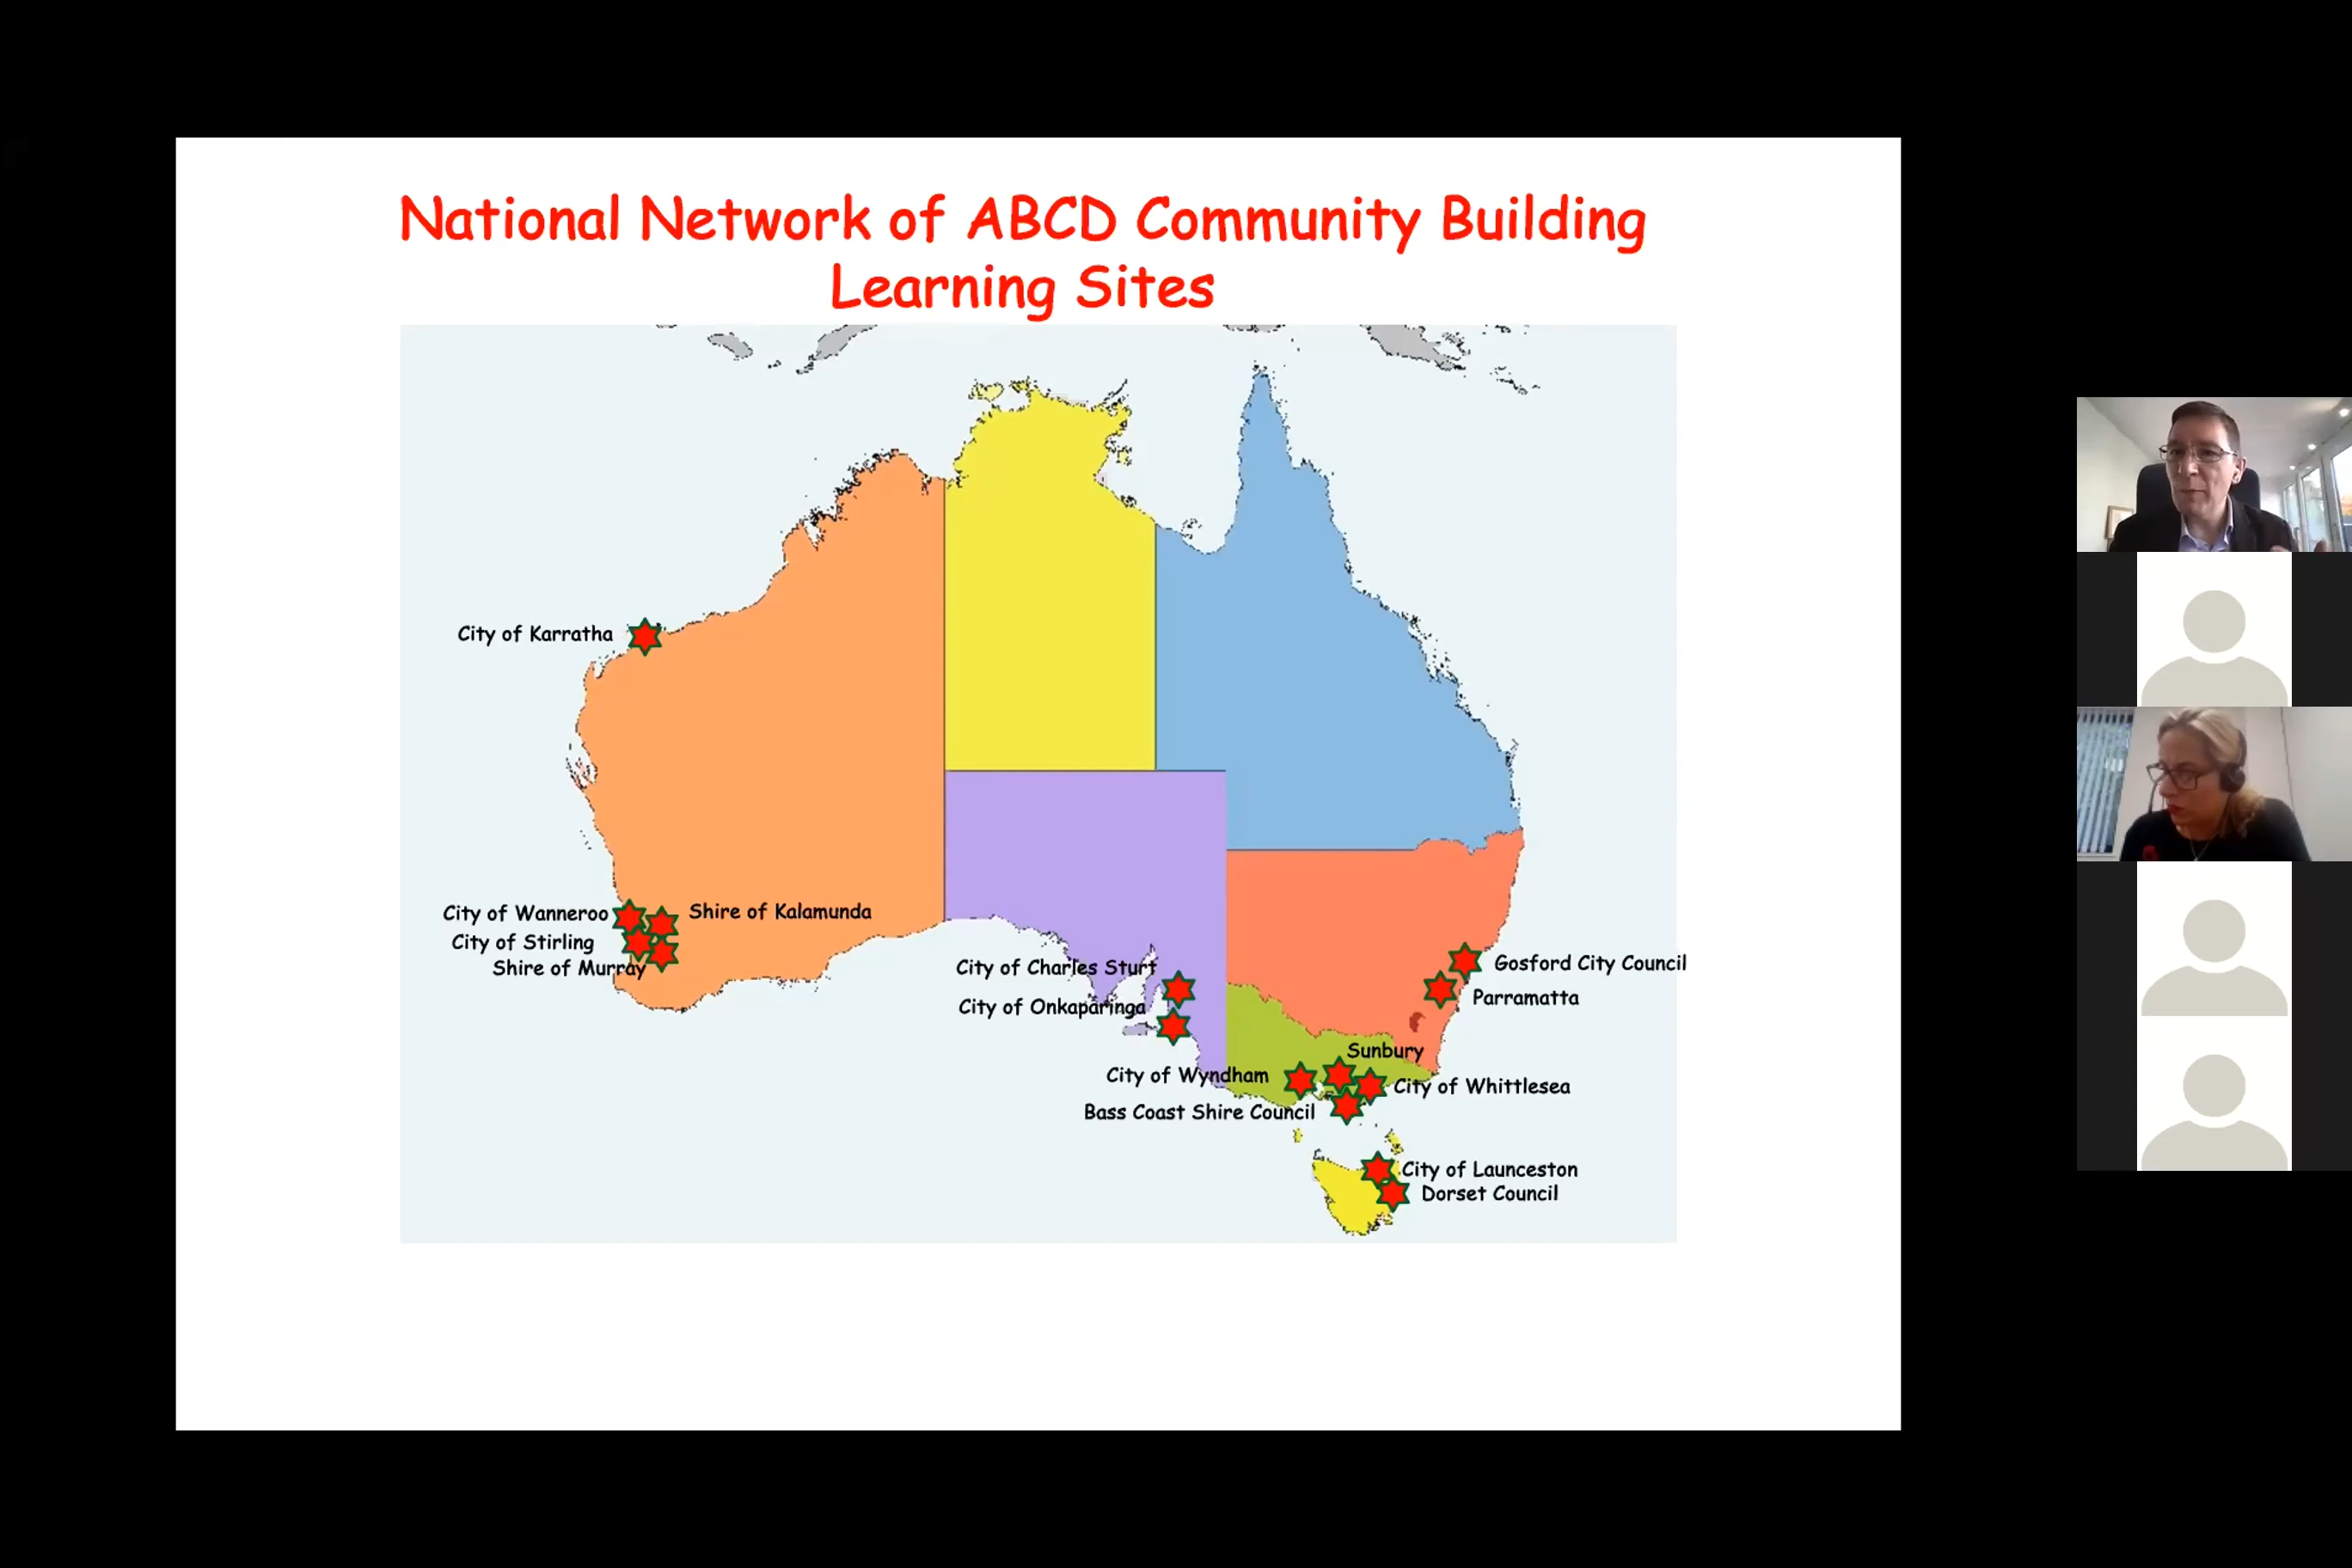 National Network of ABCD Community Building
Learning Sites
City of Karratha
City of Wanneroo
Shire of Kalamunda
City of Stirling
Shire of Murray
City of Charles Sturt
City of Onkaparinga
Gosford City Council
Parramatta
Sunbury
City of Wyndham
City of Whittlesea
Bass Coast Shire Council
City of Launceston
Dorset Council